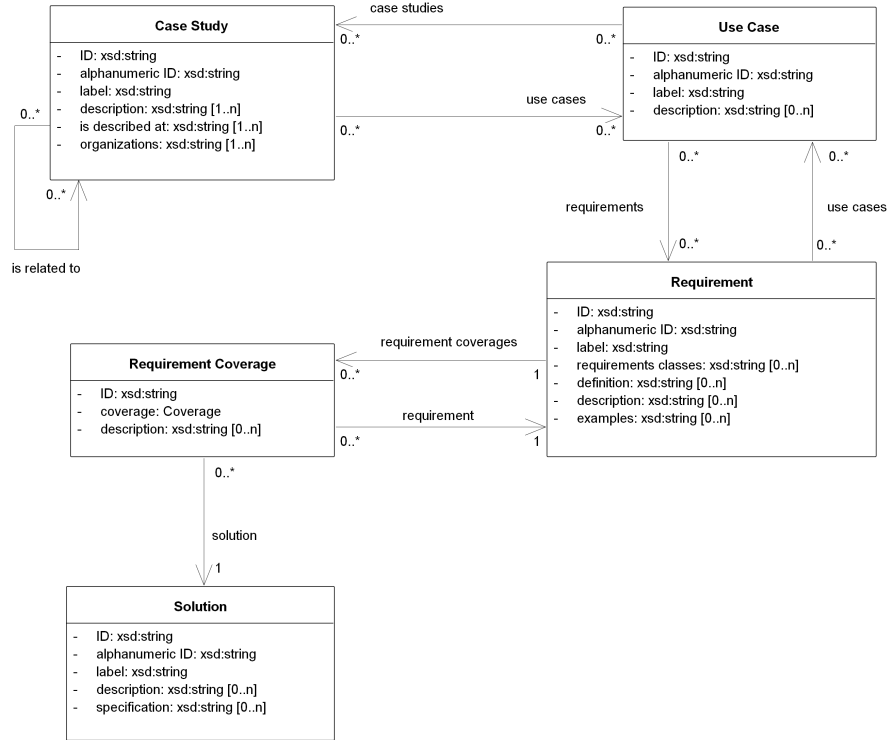 Case Study
- ID: xsd:string
- alphanumeric ID: xsd:string
- label: xsd:string
- description: xsd:string [1..n]
- is described at: xsd:string [1..n]
- organizations: xsd:string [1..n]
case studies
0..*
0..*
use cases
0..*
0..*
Use Case
- ID: xsd:string
- alphanumeric ID: xsd:string
- label: xsd:string
- description: xsd:string [0..n]
0..*
0..*
is related to
0..*
requirements
0..*
0..*
use cases
0..*
Requirement
- ID: xsd:string
- alphanumeric ID: xsd:string
- label: xsd:string
- requirements classes: xsd:string [0..n]
- definition: xsd:string [0..n]
- description: xsd:string [0..n]
- examples: xsd:string [0..n]
requirement coverages
0..*
1
requirement
0..*
1
Requirement Coverage
- ID: xsd:string
- coverage: Coverage
- description: xsd:string [0..n]
0..*
solution
1
Solution
- ID: xsd:string
- alphanumeric ID: xsd:string
- label: xsd:string
- description: xsd:string [0..n]
- specification: xsd:string [0..n]